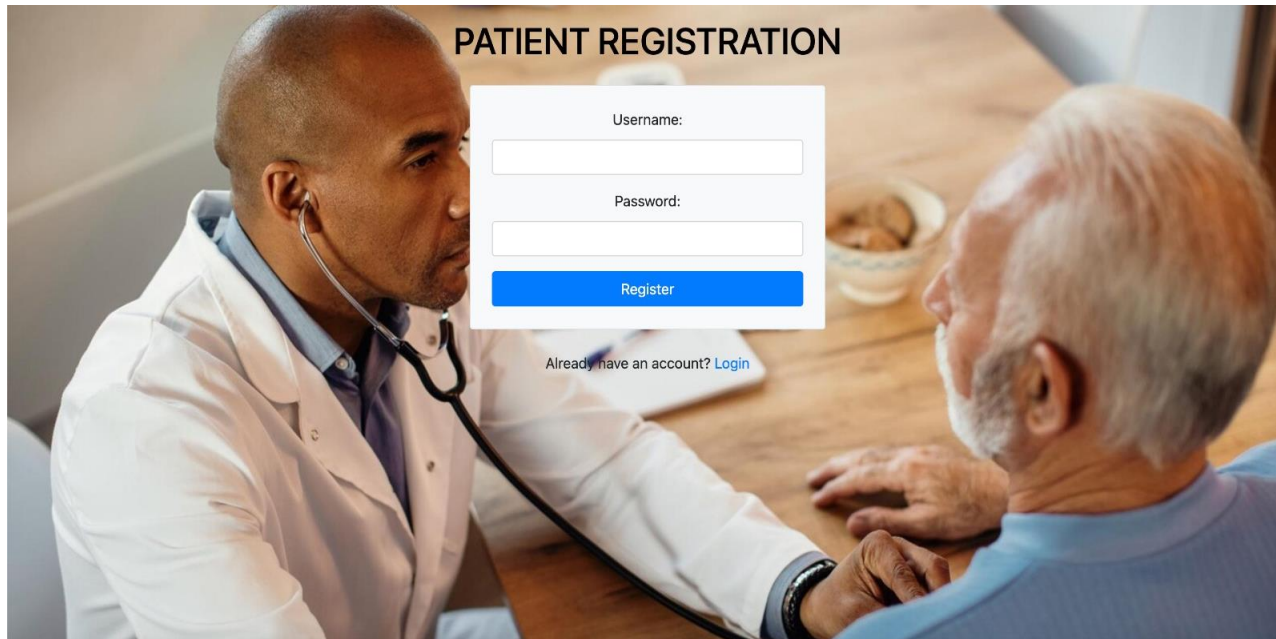 PATIENT REGISTRATION
Username:
Password:
Register
Already have an account? Login